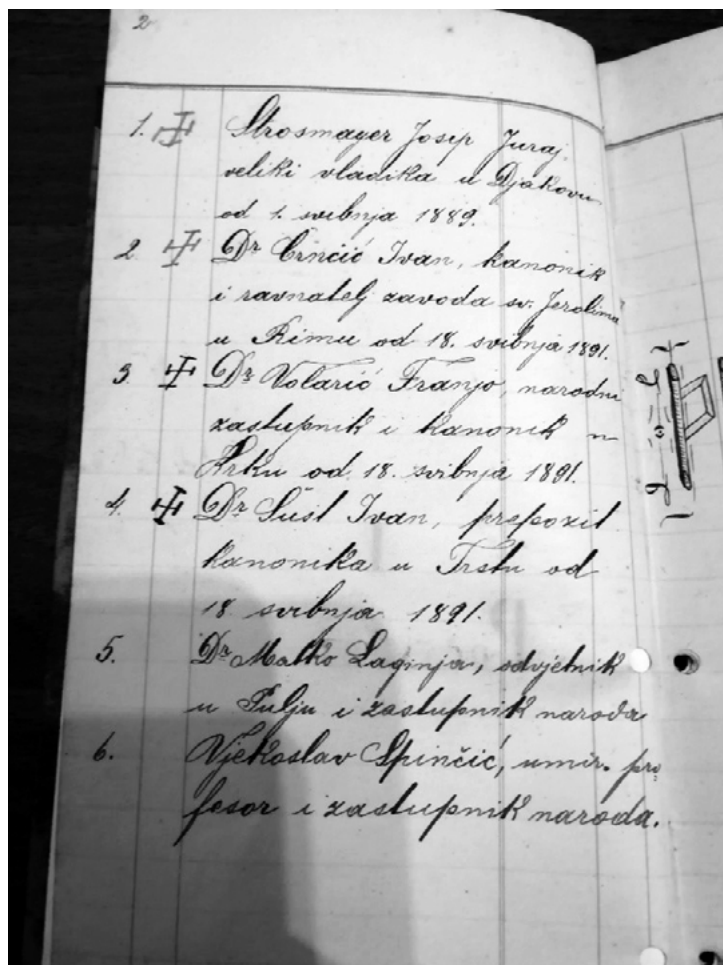 2
1. Strosmayer Josip Juraj,
veliki vladika u Djakovu
od 1. svibnja 1889.
2. Dr Crnčić Ivan, kanonik
i ravnatelj zavoda sv. Jerolima
u Rimu od 18. svibnja 1891.
3. Dr Volarić Franjo, narodni
zastupnik i kanonik u
Krku od 18. svibnja 1891.
4. Dr Šust Ivan, prepozit
kanonika u Trstu od
18. svibnja 1891.
5. Dr Matko Laginja, odvjetnik
u Pulju i zastupnik naroda
6. Vjekoslav Spinčić, umir. pro
fesor i zastupnik naroda.